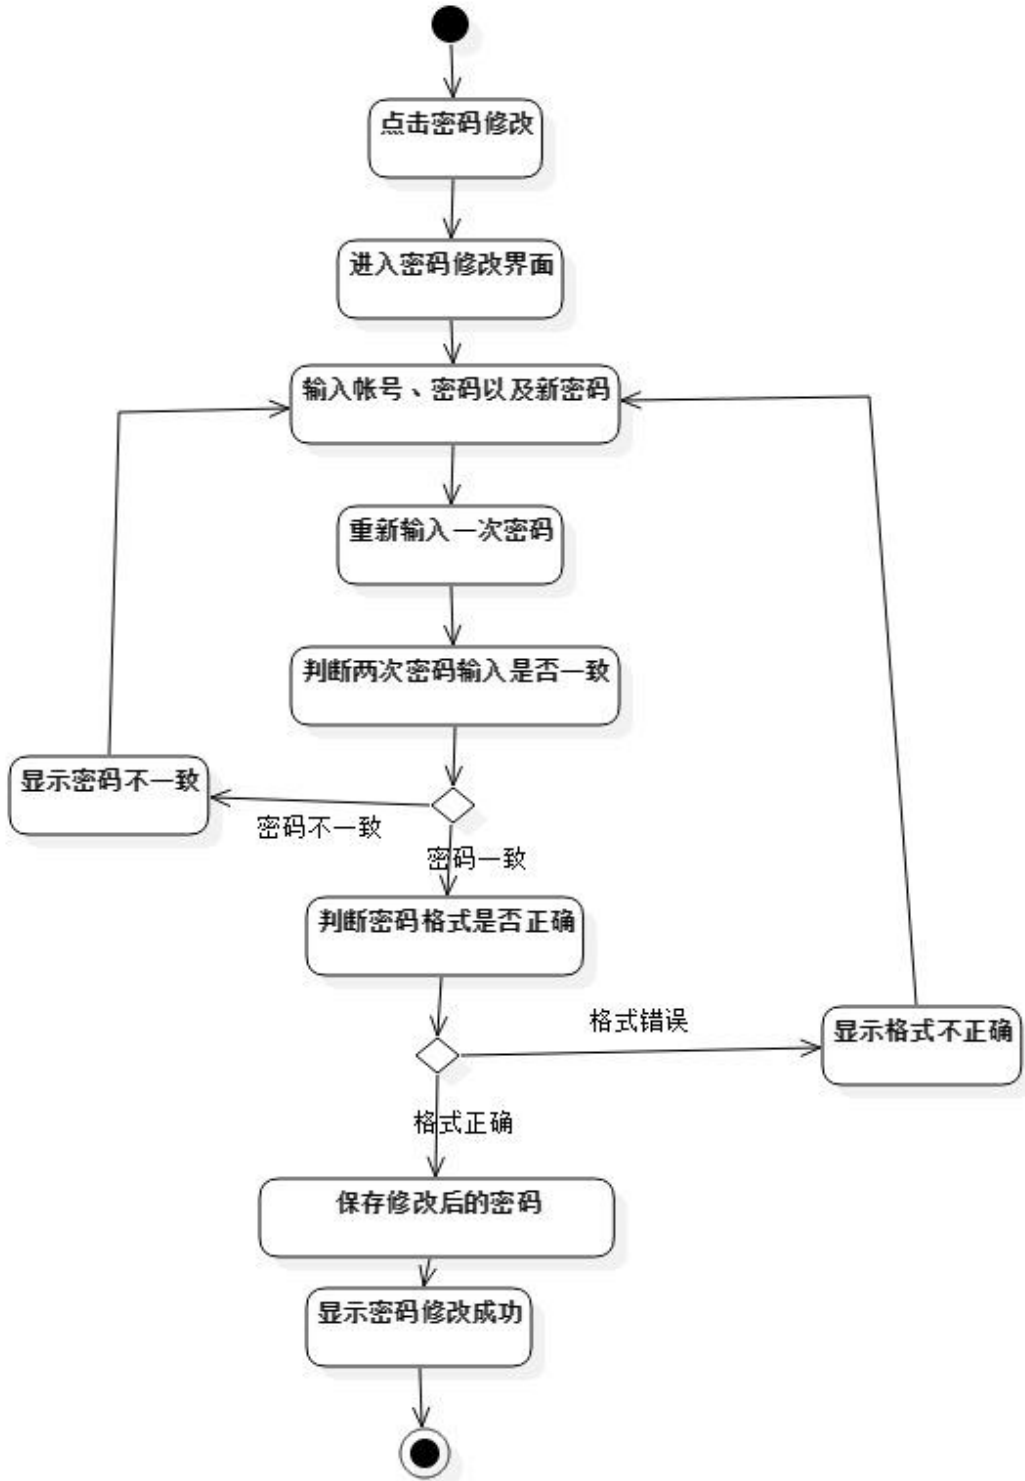 点击密码修改
进入密码修改界面
输入帐号、密码以及新密码
重新输入一次密码
判断两次密码输入是否一致
显示密码不一致
密码不一致
密码一致
判断密码格式是否正确
格式错误
显示格式不正确
格式正确
保存修改后的密码
显示密码修改成功